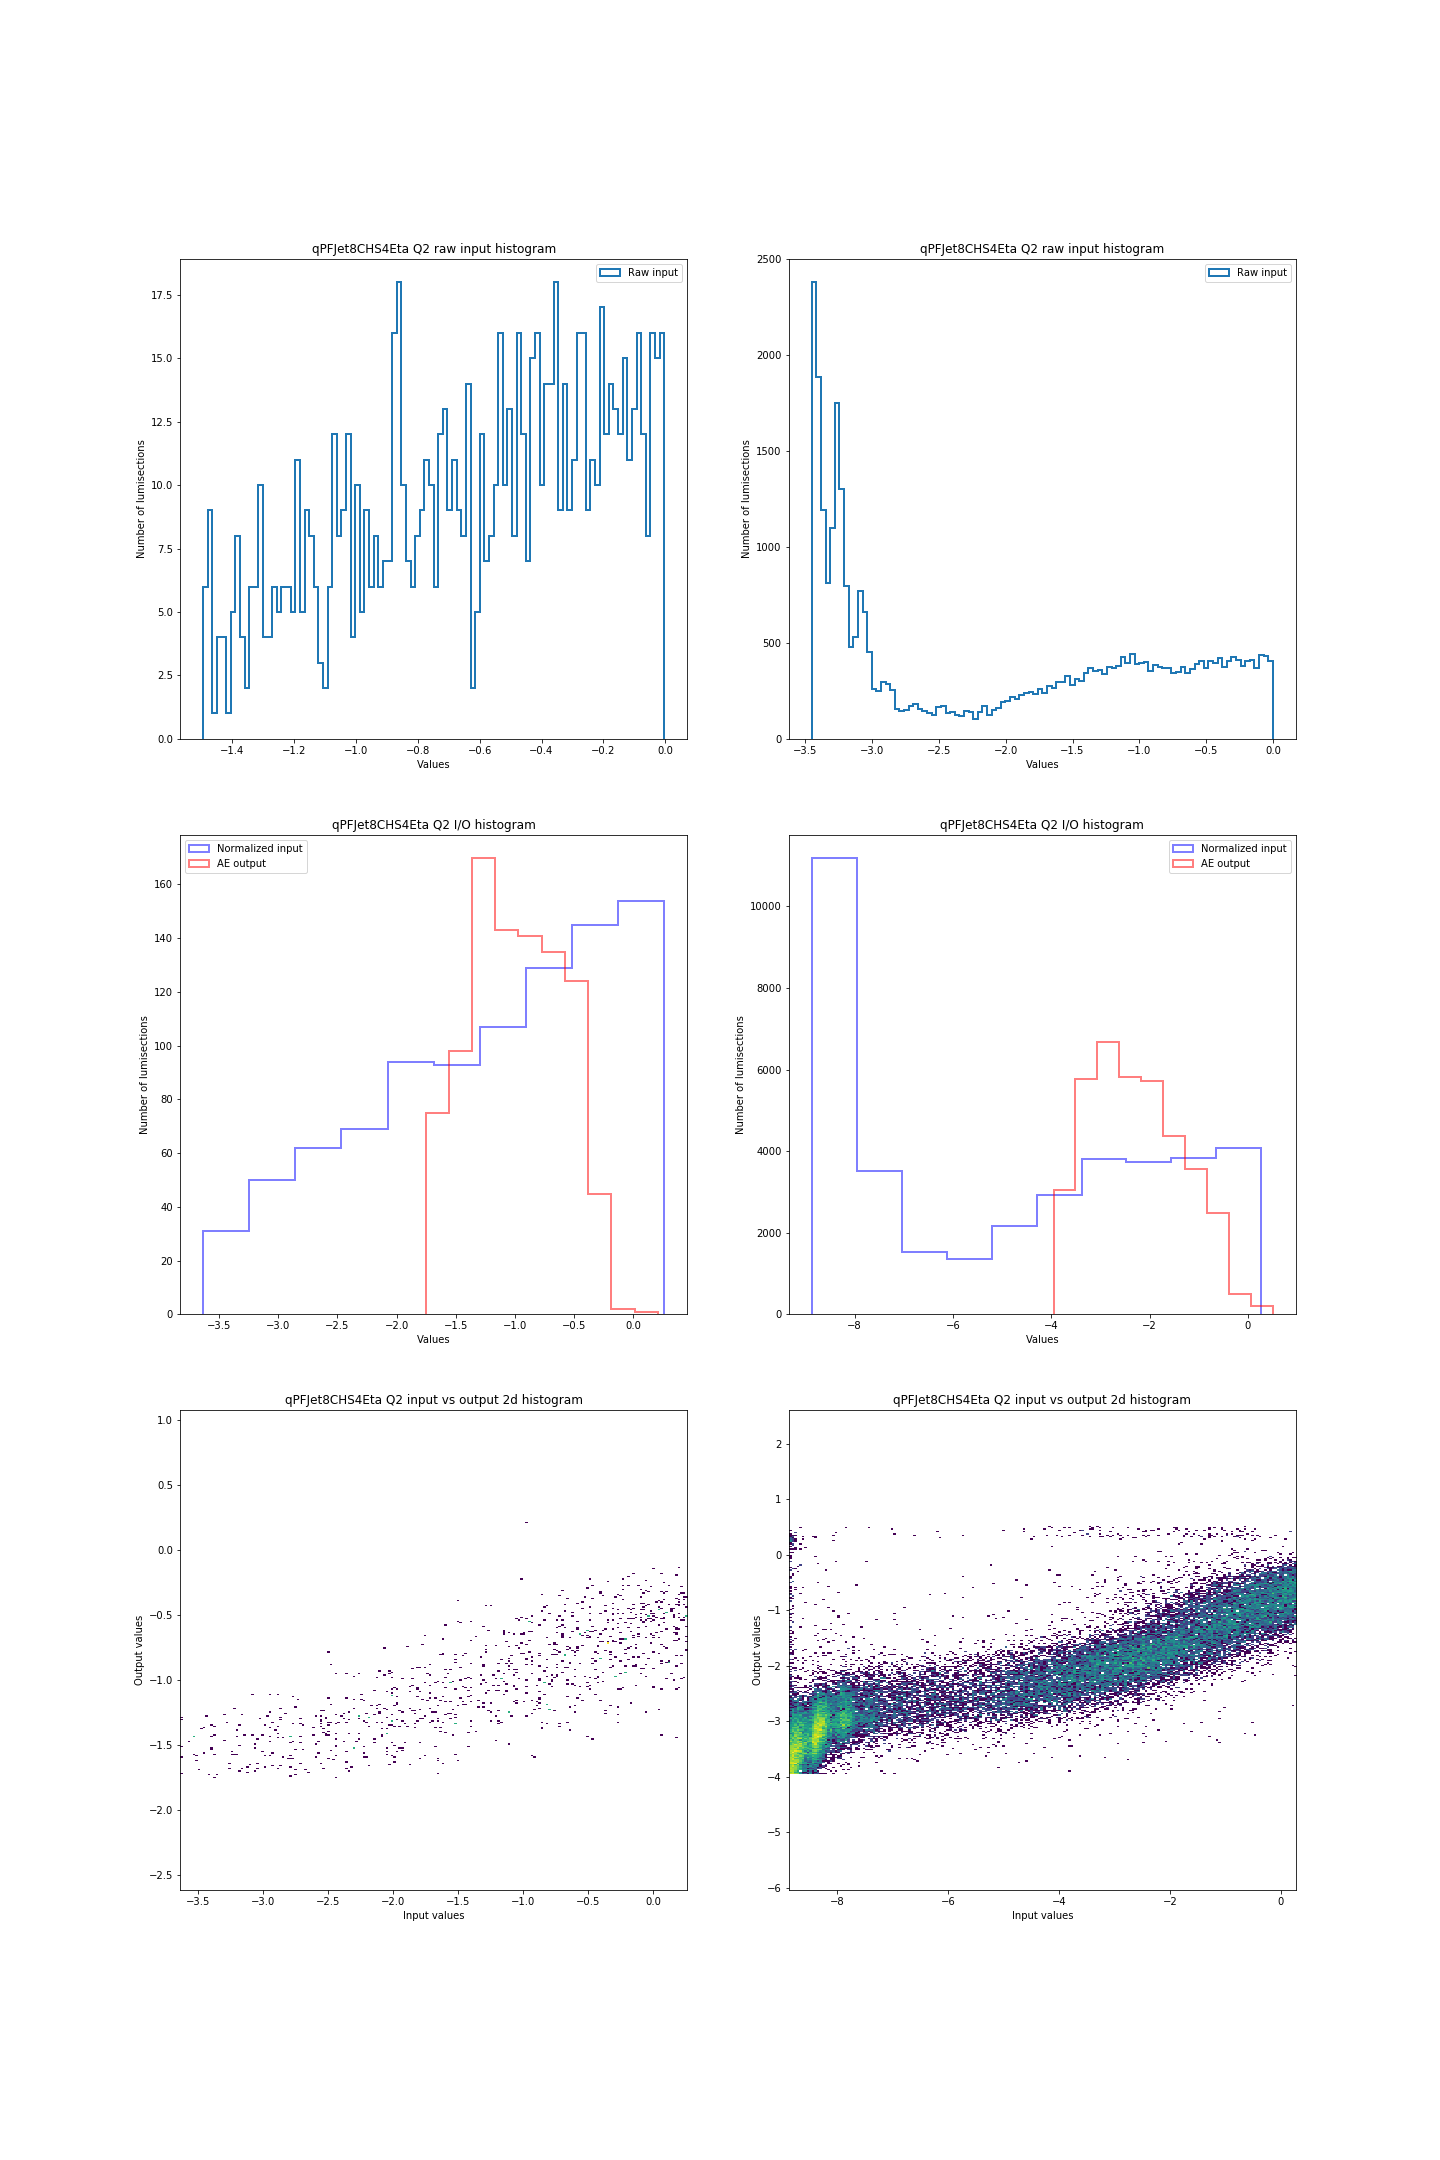 qPFJet8CHS4Eta Q2 raw input histogram
Raw input
17.5
15.0
12.5
10.0
7.5
5.0
2.5
0.0
Number of lumisections
−1.4 −1.2 −1.0 −0.8 −0.6 −0.4 −0.2 0.0
Values
qPFJet8CHS4Eta Q2 raw input histogram
Raw input
2500
2000
1500
1000
500
0
Number of lumisections
−3.5 −3.0 −2.5 −2.0 −1.5 −1.0 −0.5 0.0
Values
qPFJet8CHS4Eta Q2 I/O histogram
Normalized input
AE output
160
140
120
100
80
60
40
20
0
Number of lumisections
−3.5 −3.0 −2.5 −2.0 −1.5 −1.0 −0.5 0.0
Values
qPFJet8CHS4Eta Q2 I/O histogram
Normalized input
AE output
10000
8000
6000
4000
2000
0
Number of lumisections
−8 −6 −4 −2 0
Values
qPFJet8CHS4Eta Q2 input vs output 2d histogram
1.0
0.5
0.0
−0.5
−1.0
−1.5
−2.0
−2.5
Output values
−3.5 −3.0 −2.5 −2.0 −1.5 −1.0 −0.5 0.0
Input values
qPFJet8CHS4Eta Q2 input vs output 2d histogram
2
1
0
−1
−2
−3
−4
−5
−6
Output values
−8 −6 −4 −2 0
Input values